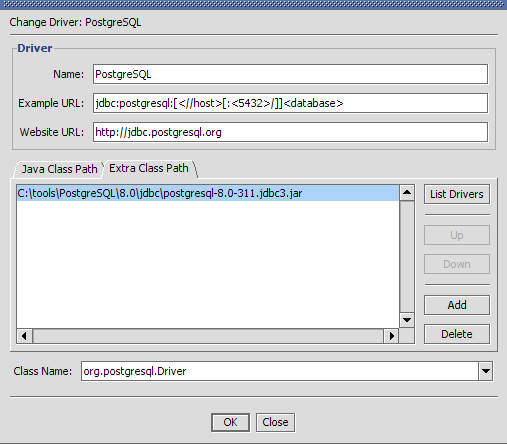 Change Driver: PostgreSQL
Driver
Name: PostgreSQL
Example URL: jdbc:postgresql:[<//host>[:<5432>/]]<database>
Website URL: http://jdbc.postgresql.org
Java Class Path Extra Class Path
C:\tools\PostgreSQL\8.0\jdbc\postgresql-8.0-311.jdbc3.jar
List Drivers
Up
Down
Add
Delete
Class Name: org.postgresql.Driver
OK Close